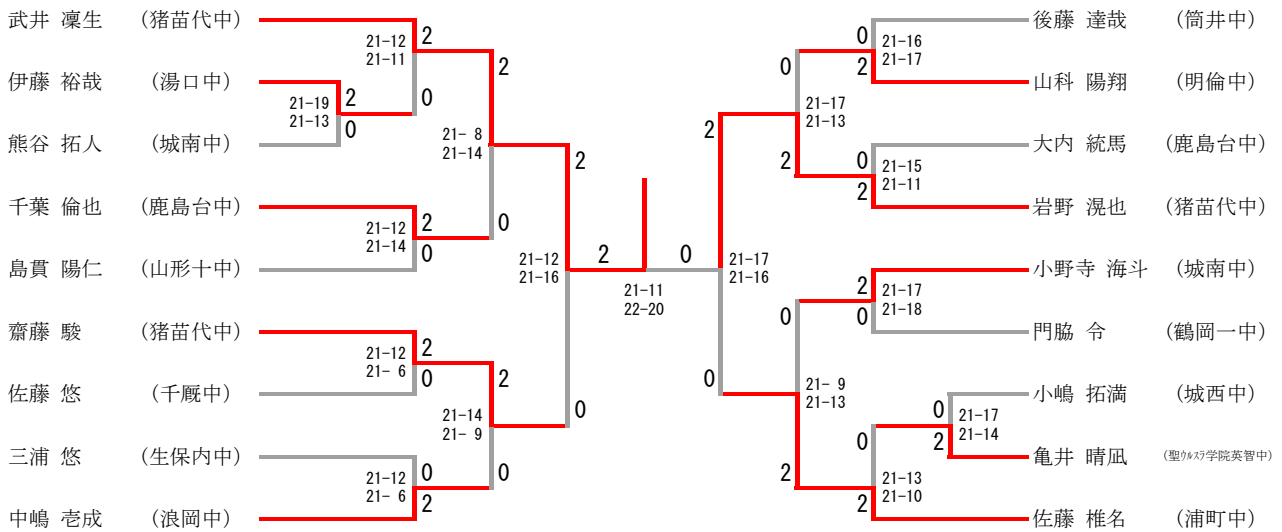 武井 凜生 (猪苗代中)
伊藤 裕哉 (湯口中)
熊谷 拓人 (城南中)
千葉 倫也 (鹿島台中)
島貫 陽仁 (山形十中)
齋藤 駿 (猪苗代中)
佐藤 悠 (千厩中)
三浦 悠 (生保内中)
中嶋 壱成 (浪岡中)
21-12 2
21-11
0
21-19 2
21-13 0
2
21- 8
21-14
0
21-12 2
21-14 0
2
21-12
21-16
0
21-12 2
21- 6 0
2
21-14
21- 9
0
21-12 0
21- 6 2
2 0
21-11
22-20
0 21-16
2 21-17
0
21-17
21-13
2
0 21-15
2 21-11
2
21-17
21-16
0
2 21-17
0 21-18
0
21- 9
21-13
2
0 21-17
2 21-14
0
21-13
21-10
2
後藤 達哉 (筒井中)
山科 陽翔 (明倫中)
大内 統馬 (鹿島台中)
岩野 滉也 (猪苗代中)
小野寺 海斗 (城南中)
門脇 令 (鶴岡一中)
小嶋 拓満 (城西中)
亀井 晴凪 (聖ｳﾙｽﾗ学院英智中)
佐藤 椎名 (浦町中)